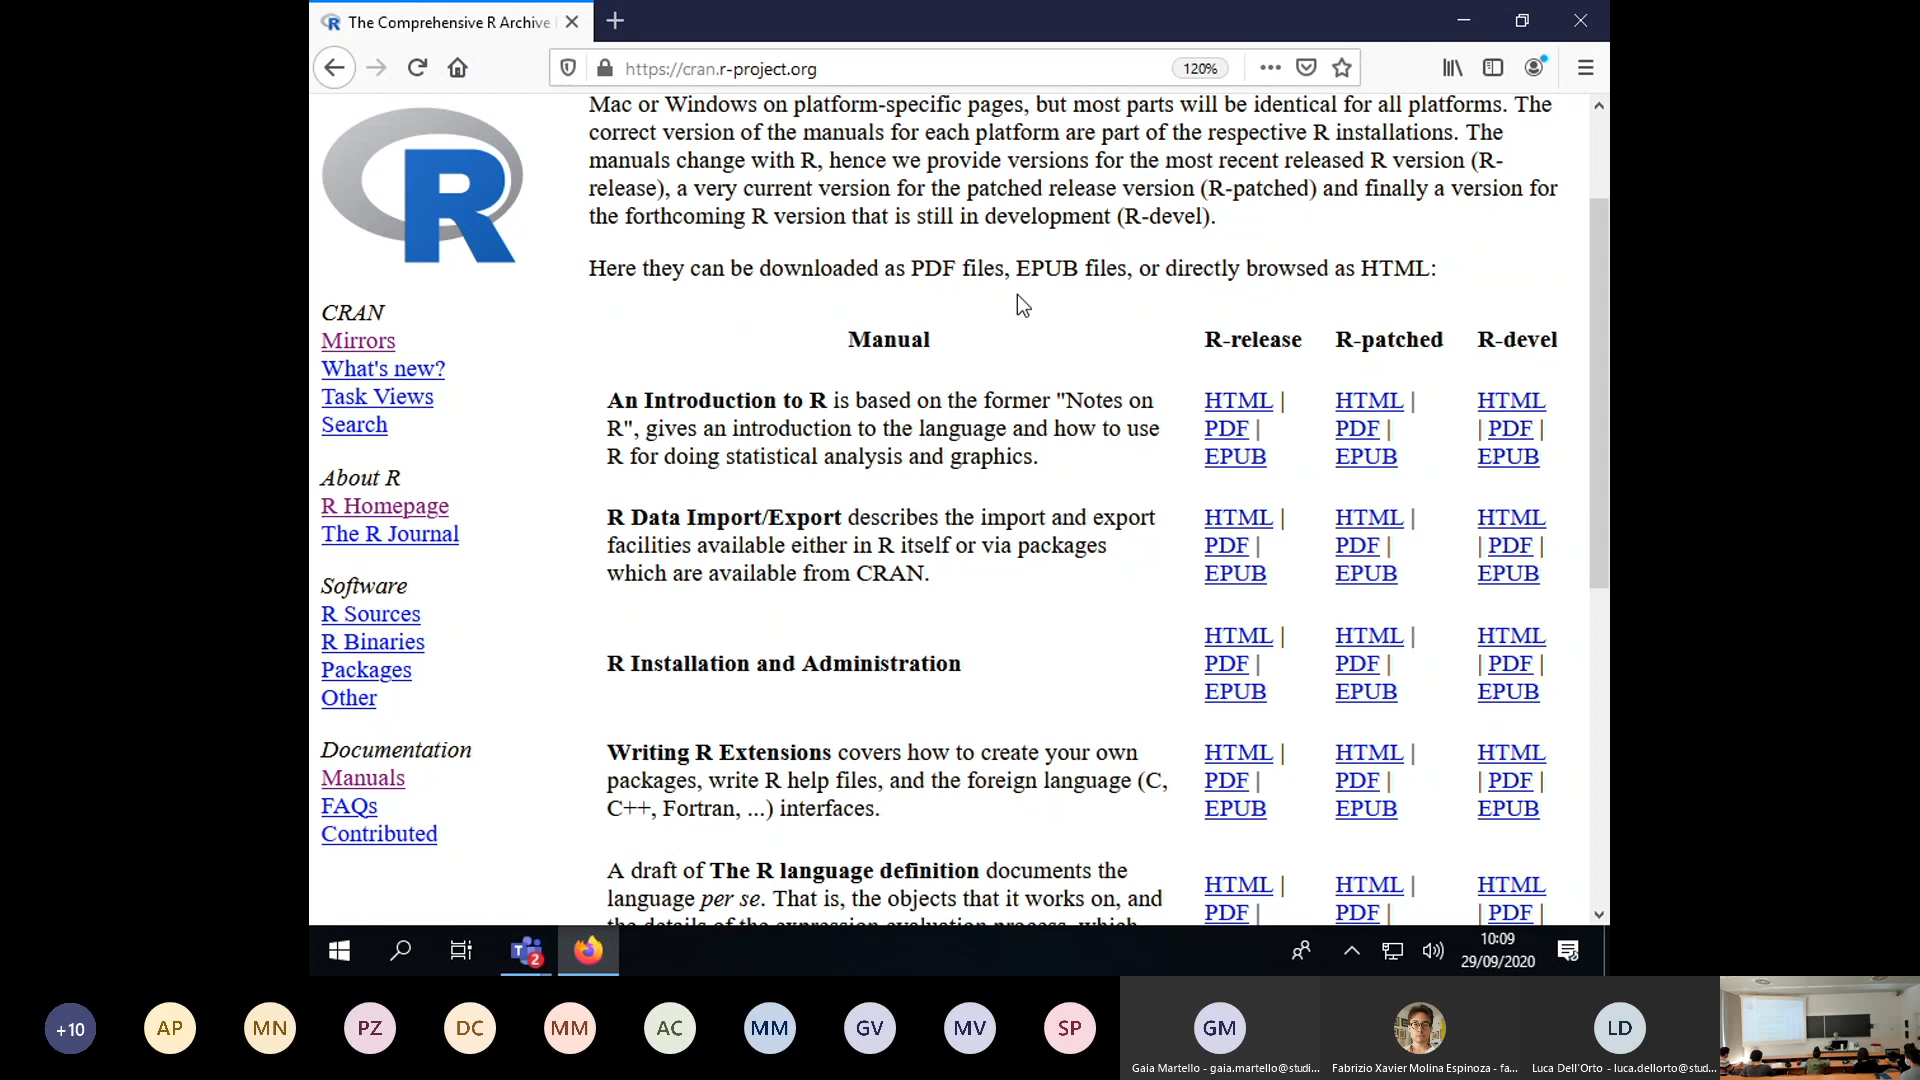 The Comprehensive R Archive
https://cran.r-project.org
120%
Mac or Windows on platform-specific pages, but most parts will be identical for all platforms. The
correct version of the manuals for each platform are part of the respective R installations. The
manuals change with R, hence we provide versions for the most recent released R version (R-
release), a very current version for the patched release version (R-patched) and finally a version for
the forthcoming R version that is still in development (R-devel).
Here they can be downloaded as PDF files, EPUB files, or directly browsed as HTML:
R
CRAN
Mirrors
What's new?
Task Views
Search
About R
R Homepage
The R Journal
Software
R Sources
R Binaries
Packages
Other
Documentation
Manuals
FAQs
Contributed
Manual R-release R-patched R-devel
An Introduction to R is based on the former "Notes on HTML | HTML | HTML
R", gives an introduction to the language and how to use PDF | PDF | | PDF |
R for doing statistical analysis and graphics. EPUB EPUB EPUB
R Data Import/Export describes the import and export HTML | HTML | HTML
facilities available either in R itself or via packages PDF | PDF | | PDF |
which are available from CRAN. EPUB EPUB EPUB
HTML | HTML | HTML
R Installation and Administration PDF | PDF | | PDF |
EPUB EPUB EPUB
Writing R Extensions covers how to create your own HTML | HTML | HTML
packages, write R help files, and the foreign language (C, PDF | PDF | | PDF |
C++, Fortran, ...) interfaces. EPUB EPUB EPUB
A draft of The R language definition documents the
language per se. That is, the objects that it works on, and
the details of the expression evaluation process, which
HTML | HTML | HTML
PDF | PDF | | PDF |
2
10:09
29/09/2020
+10 AP MN PZ DC MM AC MM GV MV SP GM LD
Gaia Martello - gaia.martello@studi... Fabrizio Xavier Molina Espinoza - fa... Luca Dell'Orto - luca.dellorto@stud...